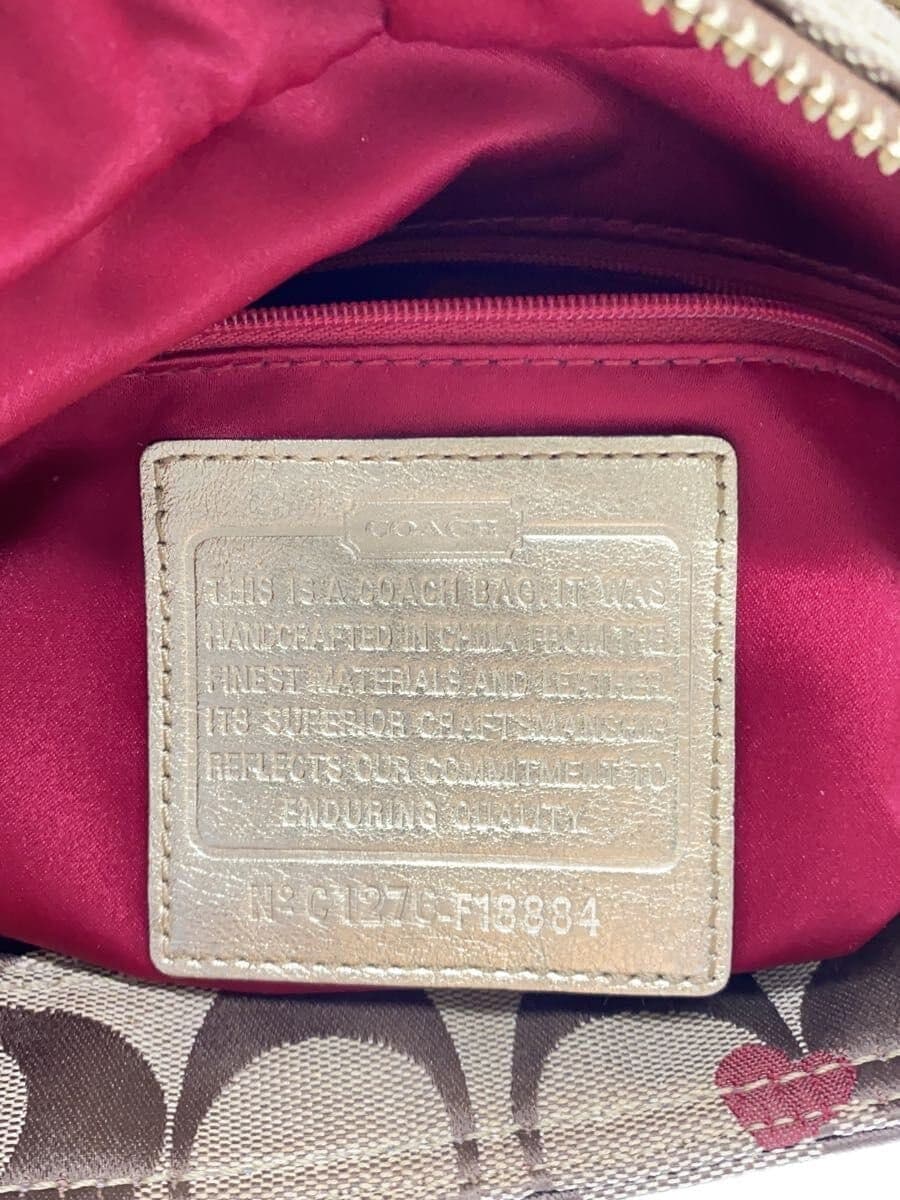 COACH
THIS IS A COACH BAG. IT WAS
HANDCRAFTED IN CHINA FROM THE
FINEST MATERIALS AND LEATHER.
ITS SUPERIOR CRAFTSMANSHIP
REFLECTS OUR COMMITMENT TO
ENDURING QUALITY.
Nº C1276-F18884